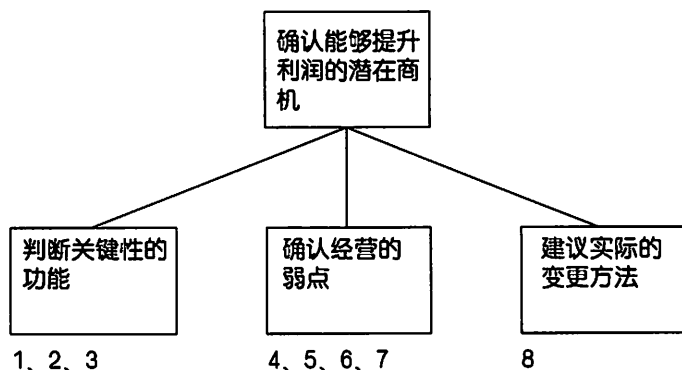 确认能够提升
利润的潜在商
机
判断关键性的
功能
确认经营的
弱点
建议实际的
变更方法
1、2、3
4、5、6、7
8